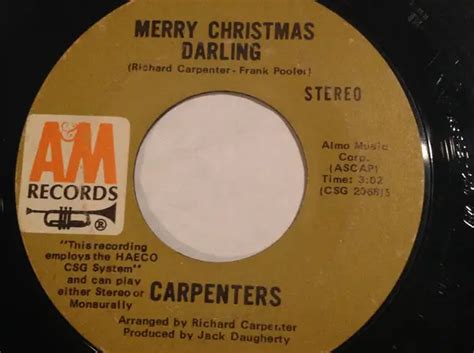 MERRY CHRISTMAS
DARLING
(Richard Carpenter - Frank Pooler)
STEREO
Almo Music
Corp.
(ASCAP)
Time: 3:02
A&M
RECORDS
®
"This recording
employs the HAECO
CSG System"
and can play
either Stereo or
Monaurally
CARPENTERS
Arranged by Richard Carpenter
Produced by Jack Daugherty